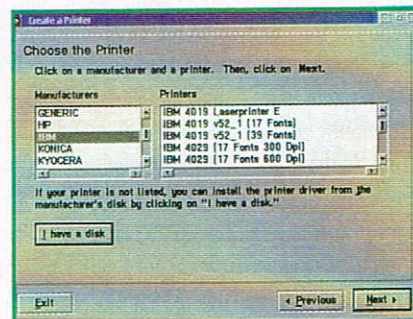 Create a Printer
Choose the Printer
Click on a manufacturer and a printer. Then, click on Next.
Manufacturers
Printers
GENERIC
HP
IBM
KONICA
KYOCERA
IBM 4019 Laserprinter E
IBM 4019 v52_1 (17 Fonts)
IBM 4019 v52_1 (39 Fonts)
IBM 4029 (17 Fonts 300 Dpi)
IBM 4029 (17 Fonts 600 Dpi)
If your printer is not listed, you can install the printer driver from the
manufacturer's disk by clicking on "I have a disk."
I have a disk
Exit
Previous
Next